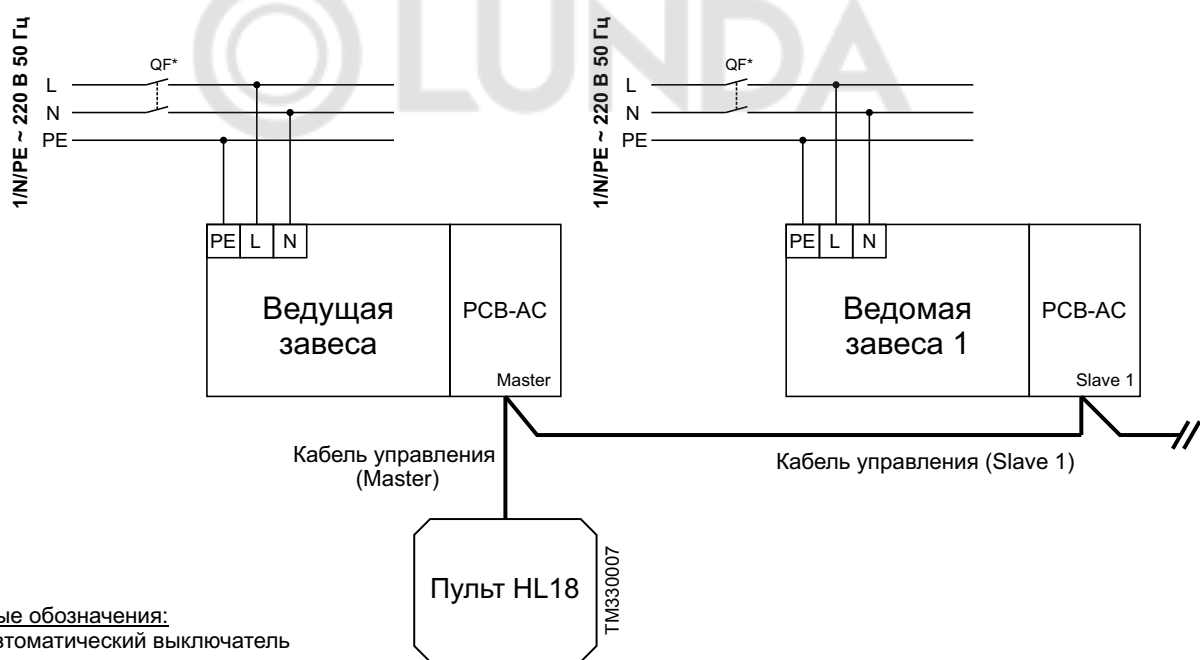 LUNDA
1/N/PE ~ 220 В 50 Гц
QF*
L
N
PE
1/N/PE ~ 220 В 50 Гц
QF*
L
N
PE
PE L N
Ведущая
завеса
PCB-AC
Master
PE L N
Ведомая
завеса 1
PCB-AC
Slave 1
Кабель управления
(Master)
Кабель управления (Slave 1)
Пульт HL18
TM330007
ые обозначения:
втоматический выключатель